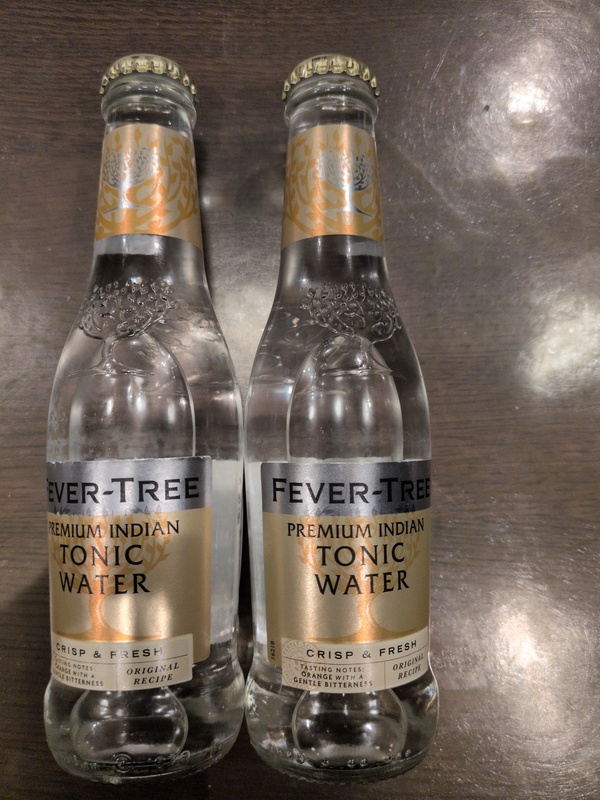 FEVER-TREE
PREMIUM INDIAN
TONIC
WATER
CRISP & FRESH
TASTING NOTES:
ORANGE WITH A
GENTLE BITTERNESS
ORIGINAL
RECIPE
FEVER-TREE
PREMIUM INDIAN
TONIC
WATER
CRISP & FRESH
TASTING NOTES:
ORANGE WITH A
GENTLE BITTERNESS
ORIGINAL
RECIPE